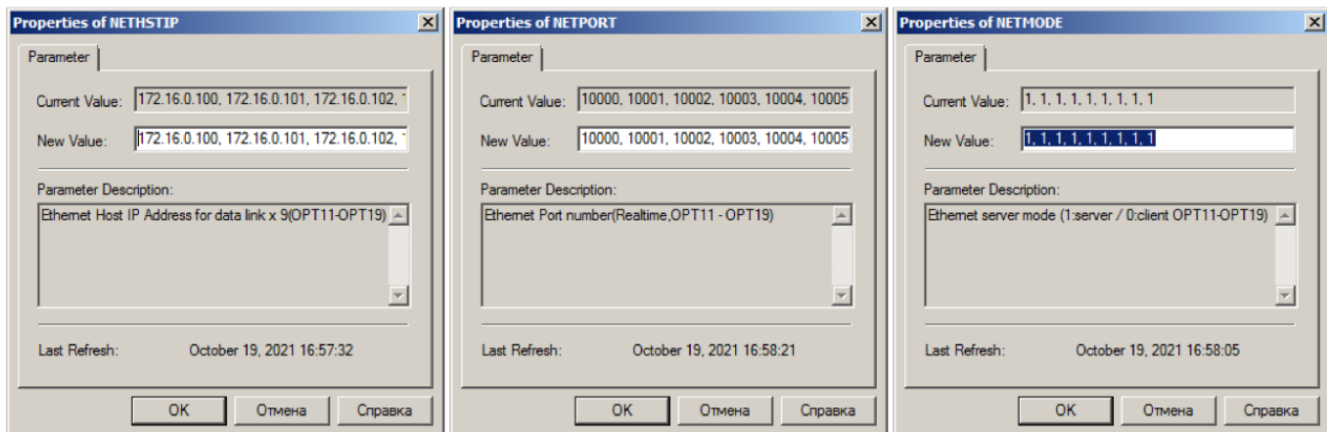 Properties of NETHSTIP
Parameter
Current Value: 172.16.0.100, 172.16.0.101, 172.16.0.102, 1
New Value: 172.16.0.100, 172.16.0.101, 172.16.0.102, 1
Parameter Description:
Ethernet Host IP Address for data link x 9(OPT11-OPT19)
Last Refresh: October 19, 2021 16:57:32
OK Отмена Справка
Properties of NETPORT
Parameter
Current Value: 10000, 10001, 10002, 10003, 10004, 10005
New Value: 10000, 10001, 10002, 10003, 10004, 10005
Parameter Description:
Ethernet Port number(Realtime,OPT11 - OPT19)
Last Refresh: October 19, 2021 16:58:21
OK Отмена Справка
Properties of NETMODE
Parameter
Current Value: 1, 1, 1, 1, 1, 1, 1, 1, 1
New Value: 1, 1, 1, 1, 1, 1, 1, 1, 1
Parameter Description:
Ethernet server mode (1:server / 0:client OPT11-OPT19)
Last Refresh: October 19, 2021 16:58:05
OK Отмена Справка